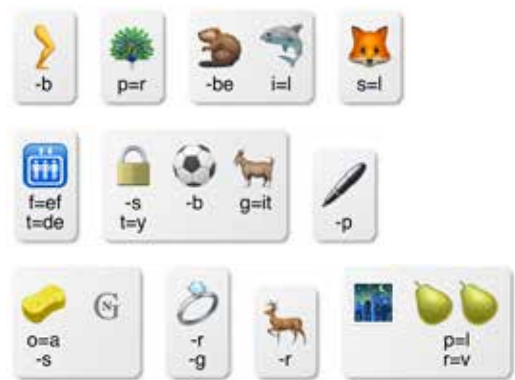 -b p=r -be i=l s=l
f=ef -s -b g=it -p
t=de t=y
o=a -r -r p=l
-s -g r=v